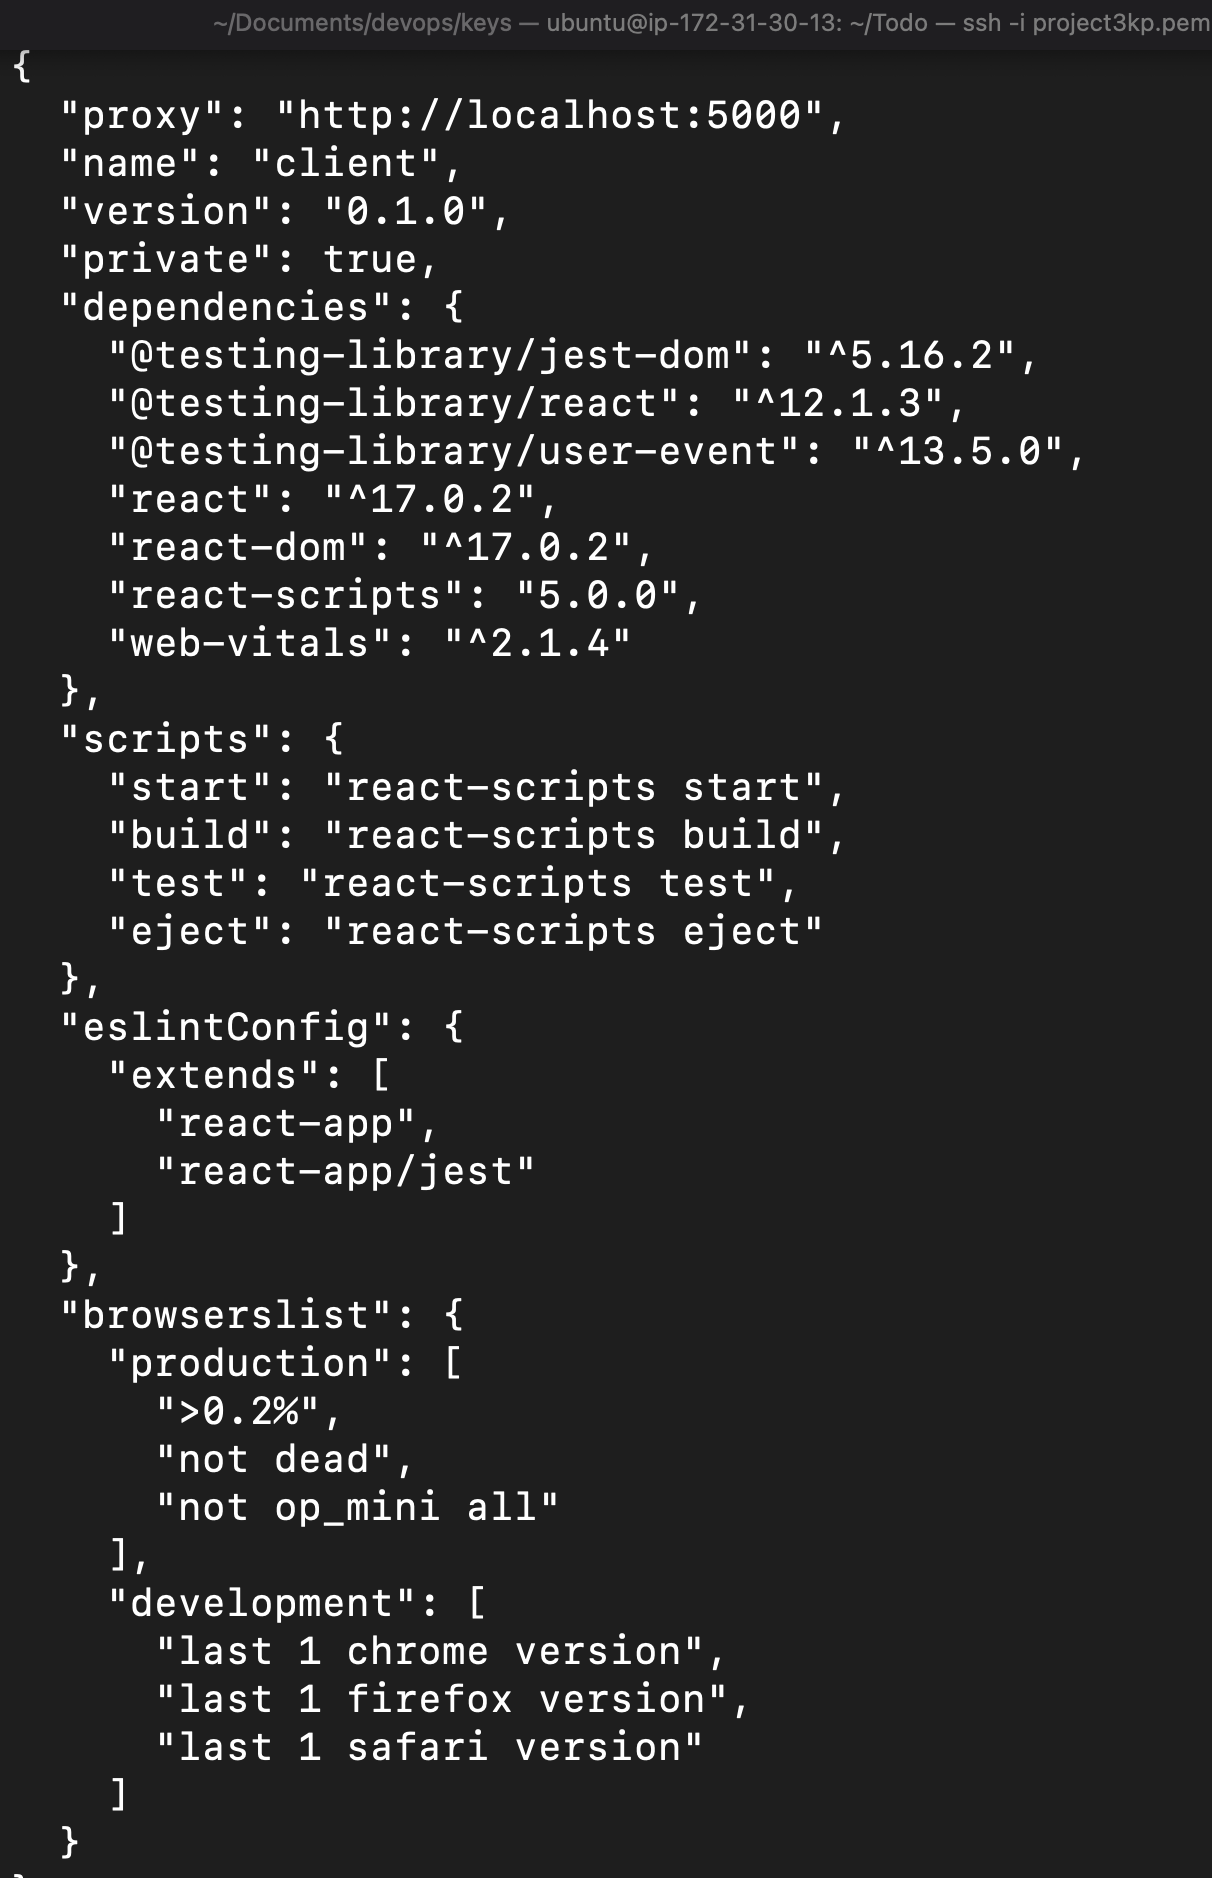 ~/Documents/devops/keys — ubuntu@ip-172-31-30-13: ~/Todo — ssh -i project3kp.pem
{
  "proxy": "http://localhost:5000",
  "name": "client",
  "version": "0.1.0",
  "private": true,
  "dependencies": {
    "@testing-library/jest-dom": "^5.16.2",
    "@testing-library/react": "^12.1.3",
    "@testing-library/user-event": "^13.5.0",
    "react": "^17.0.2",
    "react-dom": "^17.0.2",
    "react-scripts": "5.0.0",
    "web-vitals": "^2.1.4"
  },
  "scripts": {
    "start": "react-scripts start",
    "build": "react-scripts build",
    "test": "react-scripts test",
    "eject": "react-scripts eject"
  },
  "eslintConfig": {
    "extends": [
      "react-app",
      "react-app/jest"
    ]
  },
  "browserslist": {
    "production": [
      ">0.2%",
      "not dead",
      "not op_mini all"
    ],
    "development": [
      "last 1 chrome version",
      "last 1 firefox version",
      "last 1 safari version"
    ]
  }
}